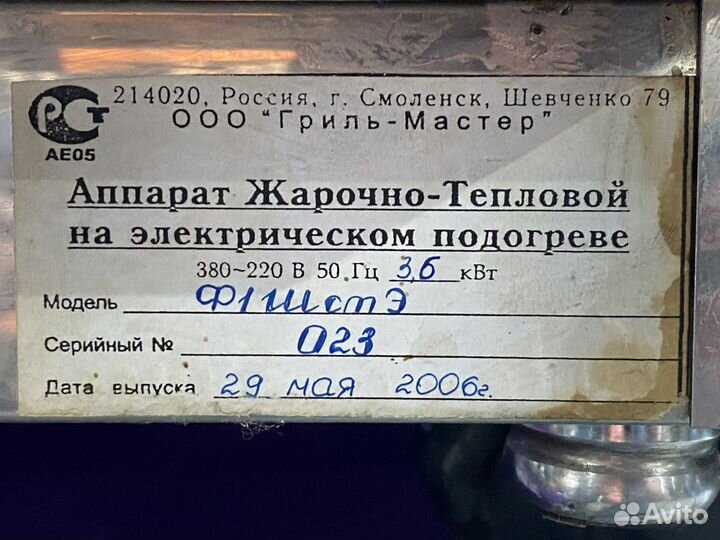 214020, Россия, г. Смоленск, Шевченко 79
РСТ
ООО "Гриль-Мастер"
АЕ05
Аппарат Жарочно-Тепловой
на электрическом подогреве
380~220 В 50 Гц 3,6 кВт
Модель Ф1ШстЭ
Серийный № 023
Дата выпуска 29 мая 2006г.
Avito